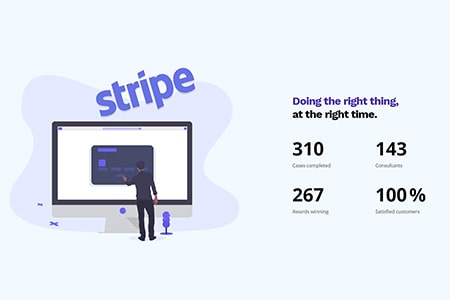 stripe
Doing the right thing,
at the right time.
310
143
Cases completed
Consultants
267
100%
Awards winning
Satisfied customers